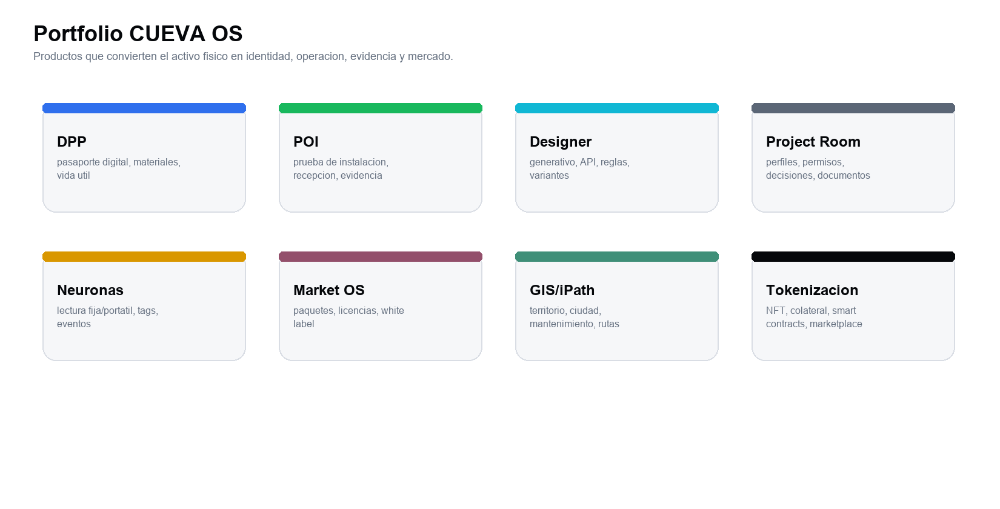 Portfolio CUEVA OS
Productos que convierten el activo fisico en identidad, operacion, evidencia y mercado.
DPP
pasaporte digital, materiales,
vida util
POI
prueba de instalacion,
recepcion, evidencia
Designer
generativo, API, reglas,
variantes
Project Room
perfiles, permisos,
decisiones, documentos
Neuronas
lectura fija/portatil, tags,
eventos
Market OS
paquetes, licencias, white
label
GIS/iPath
territorio, ciudad,
mantenimiento, rutas
Tokenizacion
NFT, colateral, smart
contracts, marketplace